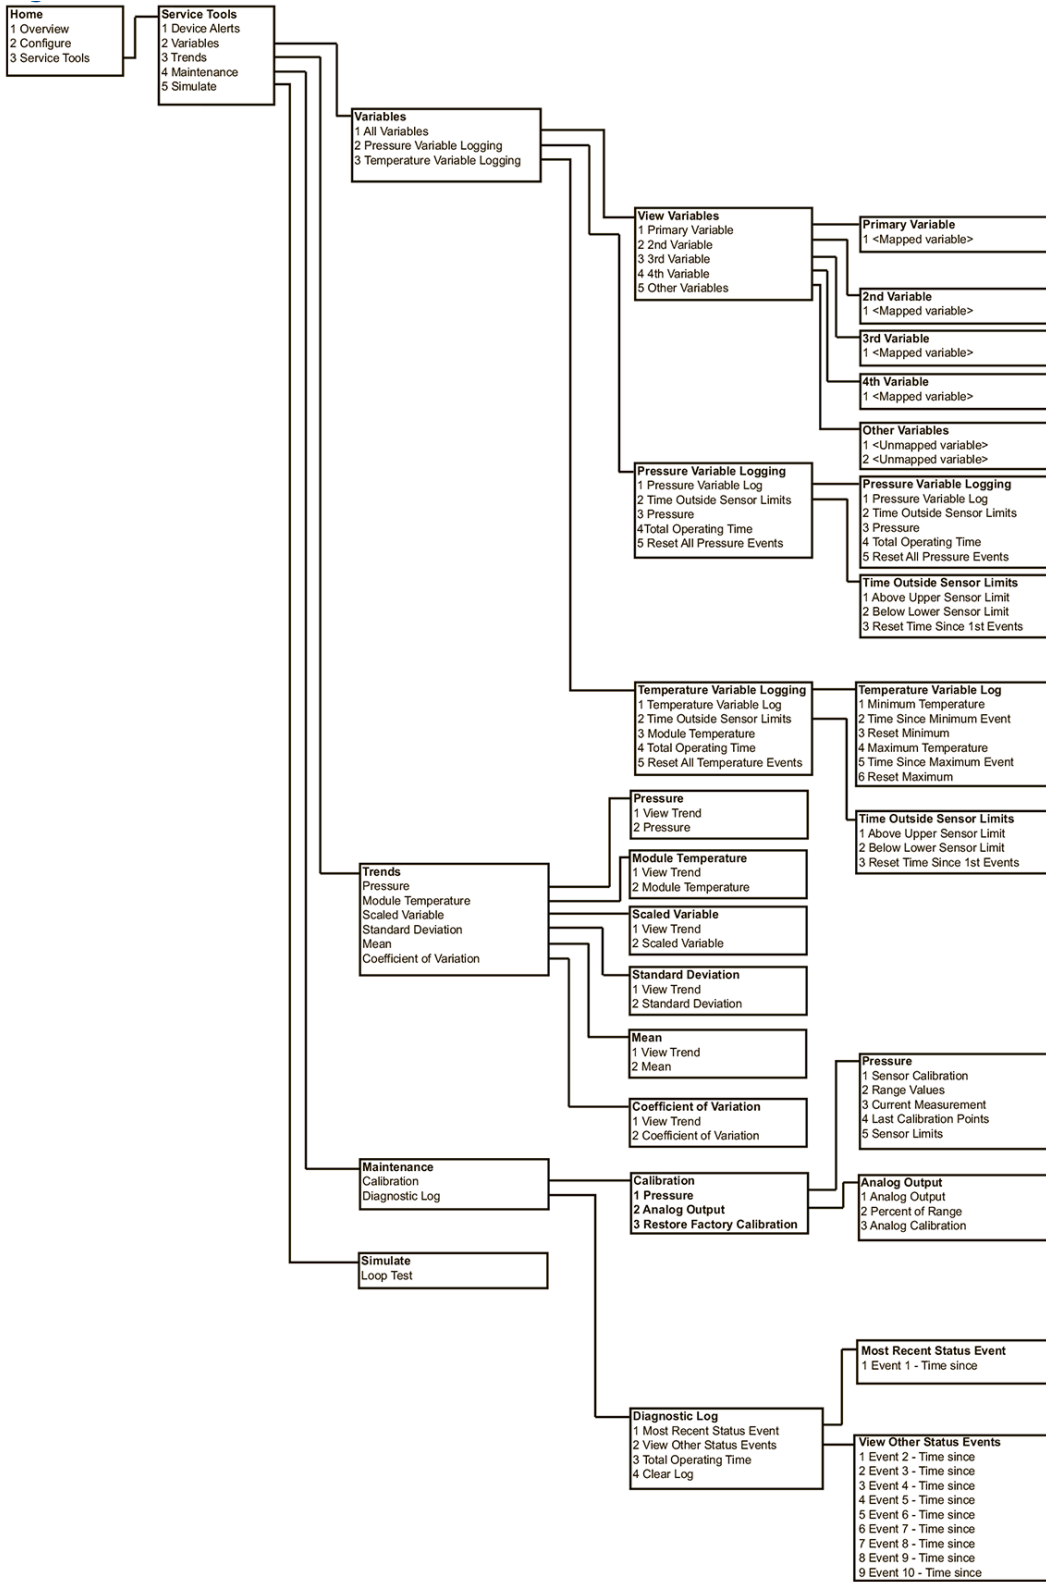 Home
1 Overview
2 Configure
3 Service Tools
Service Tools
1 Device Alerts
2 Variables
3 Trends
4 Maintenance
5 Simulate
Variables
1 All Variables
2 Pressure Variable Logging
3 Temperature Variable Logging
View Variables
1 Primary Variable
2 2nd Variable
3 3rd Variable
4 4th Variable
5 Other Variables
Primary Variable
1 <Mapped variable>
2nd Variable
1 <Mapped variable>
3rd Variable
1 <Mapped variable>
4th Variable
1 <Mapped variable>
Other Variables
1 <Unmapped variable>
2 <Unmapped variable>
Pressure Variable Logging
1 Pressure Variable Log
2 Time Outside Sensor Limits
3 Pressure
4Total Operating Time
5 Reset All Pressure Events
Pressure Variable Logging
1 Pressure Variable Log
2 Time Outside Sensor Limits
3 Pressure
4 Total Operating Time
5 Reset All Pressure Events
Time Outside Sensor Limits
1 Above Upper Sensor Limit
2 Below Lower Sensor Limit
3 Reset Time Since 1st Events
Temperature Variable Logging
1 Temperature Variable Log
2 Time Outside Sensor Limits
3 Module Temperature
4 Total Operating Time
5 Reset All Temperature Events
Temperature Variable Log
1 Minimum Temperature
2 Time Since Minimum Event
3 Reset Minimum
4 Maximum Temperature
5 Time Since Maximum Event
6 Reset Maximum
Time Outside Sensor Limits
1 Above Upper Sensor Limit
2 Below Lower Sensor Limit
3 Reset Time Since 1st Events
Trends
Pressure
Module Temperature
Scaled Variable
Standard Deviation
Mean
Coefficient of Variation
Pressure
1 View Trend
2 Pressure
Module Temperature
1 View Trend
2 Module Temperature
Scaled Variable
1 View Trend
2 Scaled Variable
Standard Deviation
1 View Trend
2 Standard Deviation
Mean
1 View Trend
2 Mean
Coefficient of Variation
1 View Trend
2 Coefficient of Variation
Maintenance
Calibration
Diagnostic Log
Calibration
1 Pressure
2 Analog Output
3 Restore Factory Calibration
Pressure
1 Sensor Calibration
2 Range Values
3 Current Measurement
4 Last Calibration Points
5 Sensor Limits
Analog Output
1 Analog Output
2 Percent of Range
3 Analog Calibration
Simulate
Loop Test
Diagnostic Log
1 Most Recent Status Event
2 View Other Status Events
3 Total Operating Time
4 Clear Log
Most Recent Status Event
1 Event 1 - Time since
View Other Status Events
1 Event 2 - Time since
2 Event 3 - Time since
3 Event 4 - Time since
4 Event 5 - Time since
5 Event 6 - Time since
6 Event 7 - Time since
7 Event 8 - Time since
8 Event 9 - Time since
9 Event 10 - Time since